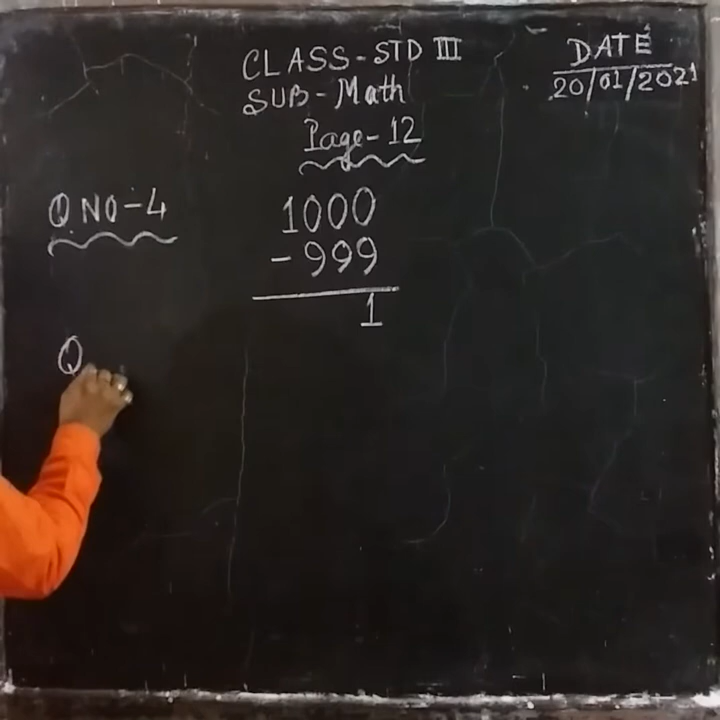 CLASS-STD III
SUB-Math
Page-12
DATE
20/01/2021
Q NO-4
1000
-999
1
Q